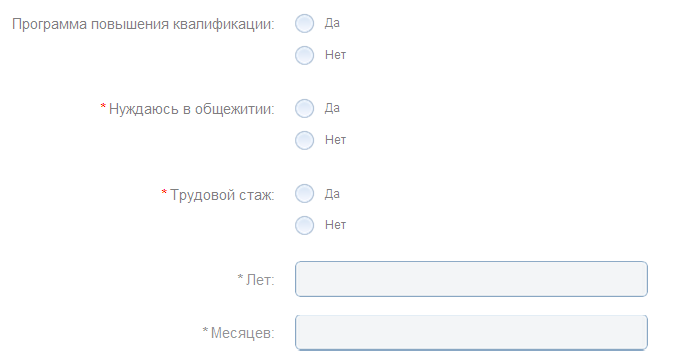 Программа повышения квалификации: Да
Нет
* Нуждаюсь в общежитии: Да
Нет
* Трудовой стаж: Да
Нет
* Лет:
* Месяцев: